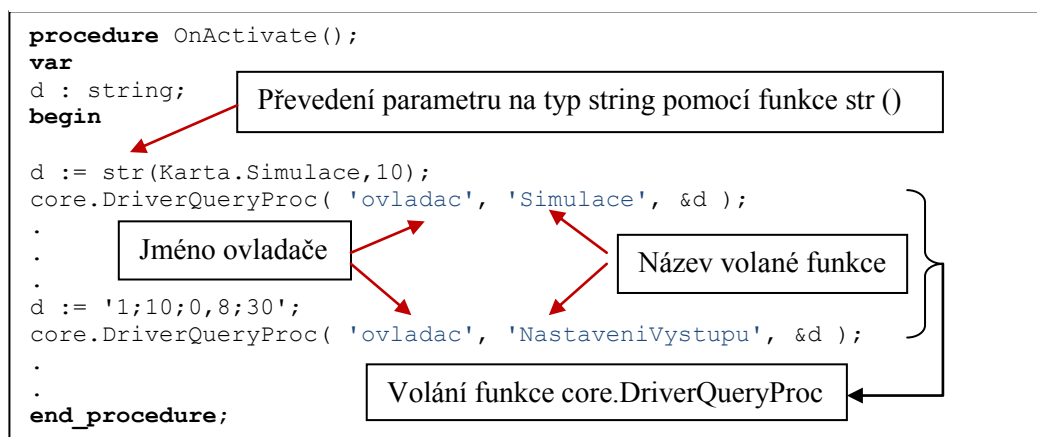 procedure OnActivate();
var
d : string;
Převedení parametru na typ string pomocí funkce str ()
begin
d := str(Karta.Simulace,10);
core.DriverQueryProc( 'ovladac', 'Simulace', &d );
.
.
Jméno ovladače
Název volané funkce
.
d := '1;10;0,8;30';
core.DriverQueryProc( 'ovladac', 'NastaveniVystupu', &d );
.
.
Volání funkce core.DriverQueryProc
end_procedure;